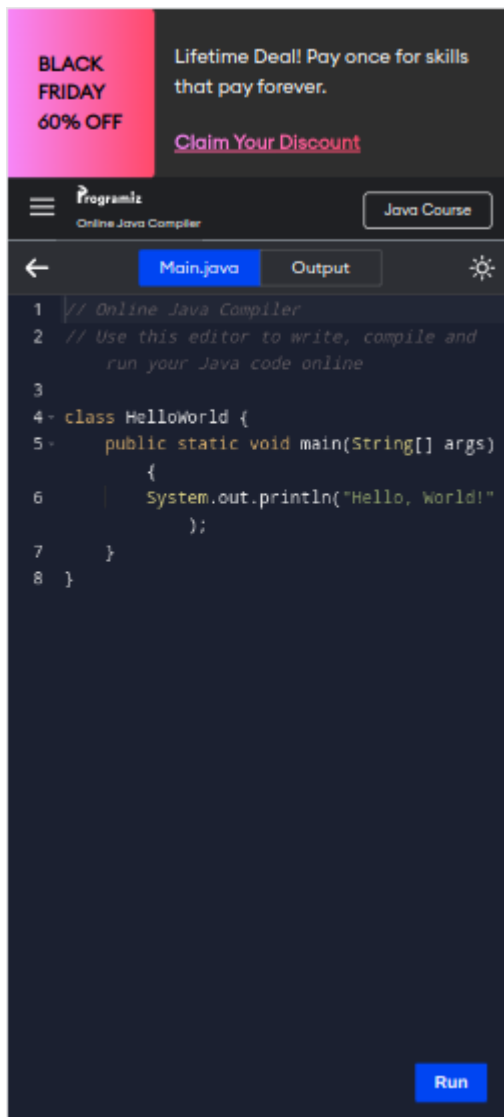 BLACK
FRIDAY
60% OFF
Lifetime Deal! Pay once for skills
that pay forever.
Claim Your Discount
Programiz
Online Java Compiler
Java Course
Main.java
Output
1 // Online Java Compiler
2 // Use this editor to write, compile and
run your Java code online
3
4 class HelloWorld {
5 public static void main(String[] args)
{
6 System.out.println("Hello, World!"
);
7 }
8 }
Run